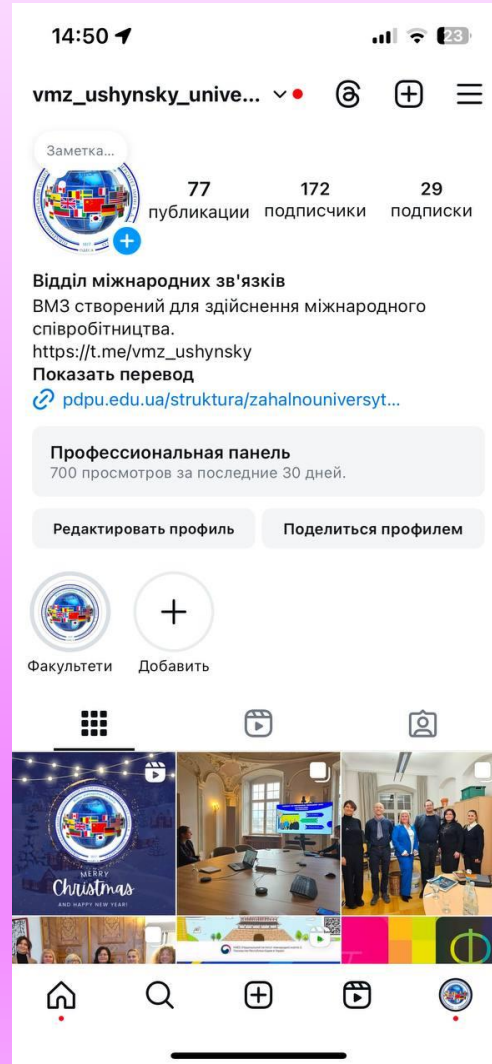 14:50
23
vmz_ushynsky_unive...
Заметка...
77 172 29
публикации подписчики подписки
Відділ міжнародних зв'язків
ВМЗ створений для здійснення міжнародного
співробітництва.
https://t.me/vmz_ushynsky
Показать перевод
pdpu.edu.ua/struktura/zahalnouniversyt...
Профессиональная панель
700 просмотров за последние 30 дней.
Редактировать профиль Поделиться профилем
Факультети Добавить
MERRY
Christmas
AND HAPPY NEW YEAR!